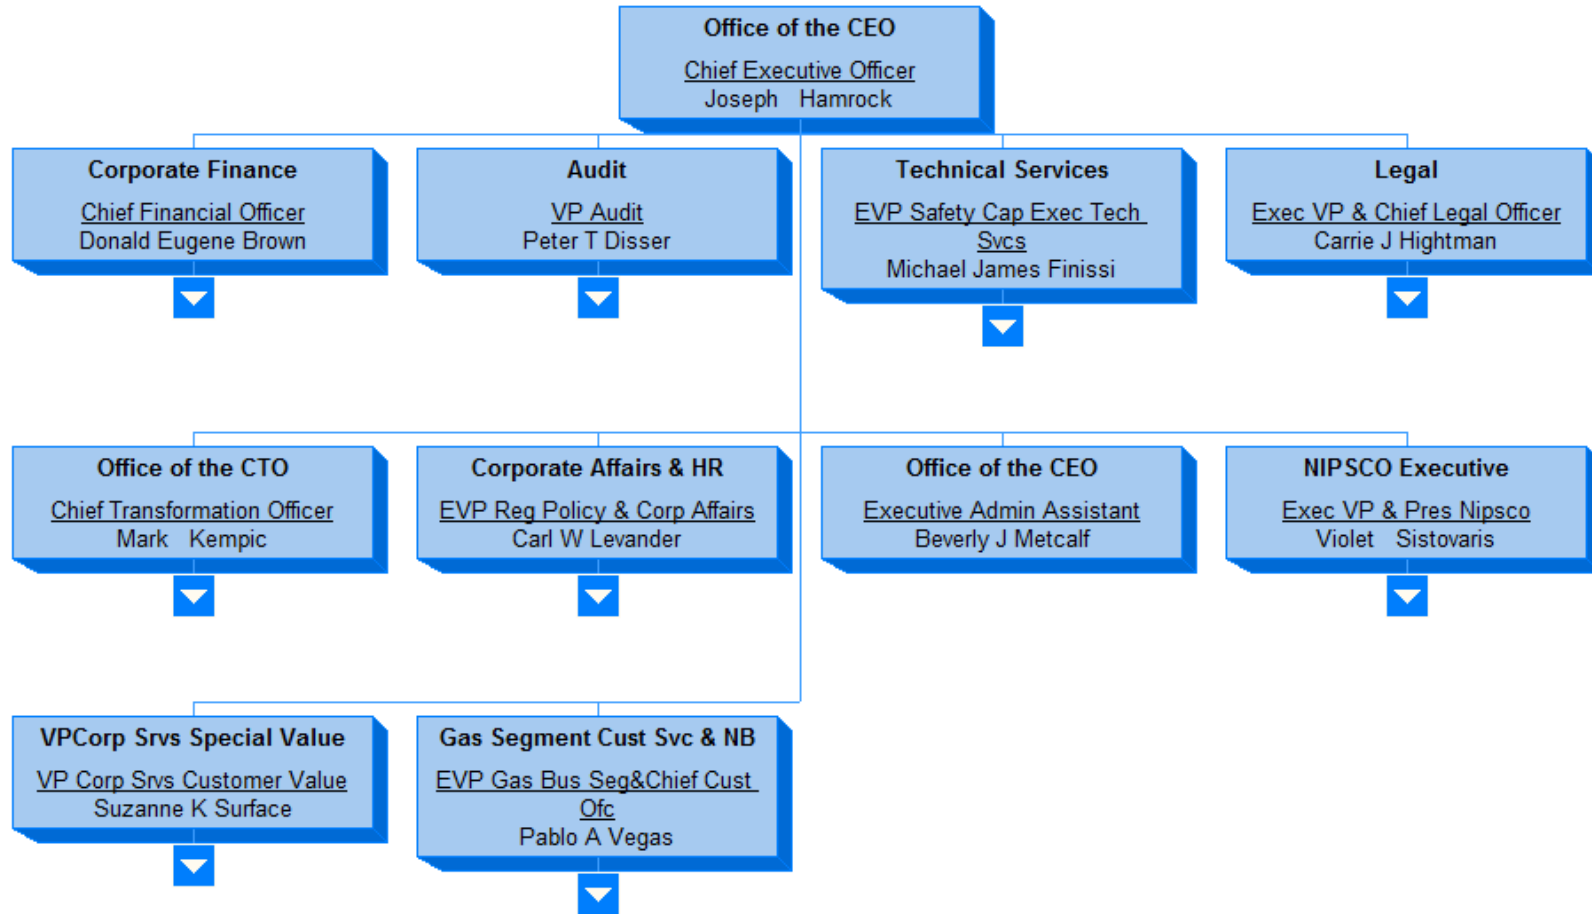 Office of the CEO
Chief Executive Officer
Joseph Hamrock
Corporate Finance
Chief Financial Officer
Donald Eugene Brown
Audit
VP Audit
Peter T Disser
Technical Services
EVP Safety Cap Exec Tech
Svcs
Michael James Finissi
Legal
Exec VP & Chief Legal Officer
Carrie J Hightman
Office of the CTO
Chief Transformation Officer
Mark Kempic
Corporate Affairs & HR
EVP Reg Policy & Corp Affairs
Carl W Levander
Office of the CEO
Executive Admin Assistant
Beverly J Metcalf
NIPSCO Executive
Exec VP & Pres Nipsco
Violet Sistovaris
VPCorp Srvs Special Value
VP Corp Srvs Customer Value
Suzanne K Surface
Gas Segment Cust Svc & NB
EVP Gas Bus Seg&Chief Cust
Ofc
Pablo A Vegas